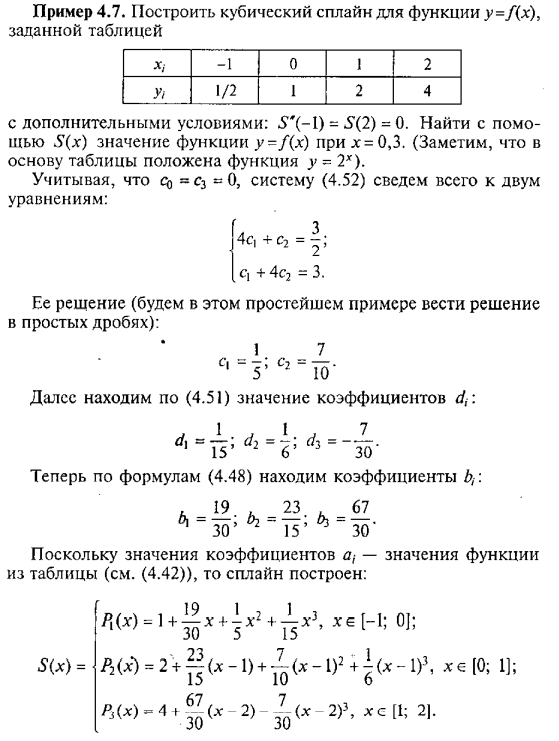 Пример 4.7. Построить кубический сплайн для функции y=f(x),
заданной таблицей
xᵢ −1 0 1 2
yᵢ 1/2 1 2 4
с дополнительными условиями: S″(−1) = S(2) = 0. Найти с помо-
щью S(x) значение функции y=f(x) при x=0,3. (Заметим, что в
основу таблицы положена функция y = 2ˣ).
Учитывая, что c₀ = c₃ = 0, систему (4.52) сведем всего к двум
уравнениям:
4c₁ + c₂ = 3/2;
c₁ + 4c₂ = 3.
Ее рещение (будем в этом простейшем примере вести решение
в простых дробях):
c₁ = 1/5; c₂ = 7/10.
Далее находим по (4.51) значение коэффициентов dᵢ:
d₁ = 1/15; d₂ = 1/6; d₃ = −7/30.
Теперь по формулам (4.48) находим коэффициенты bᵢ:
b₁ = 19/30; b₂ = 23/15; b₃ = 67/30.
Поскольку значения коэффициентов aᵢ — значения функции
из таблицы (см. (4.42)), то сплайн построен:
P₁(x) = 1 + 19/30 x + 1/5 x² + 1/15 x³, x∈[−1; 0];
S(x) = P₂(x) = 2 + 23/15 (x−1) + 7/10 (x−1)² + 1/6 (x−1)³, x∈[0; 1];
P₃(x) = 4 + 67/30 (x−2) − 7/30 (x−2)³, x∈[1; 2].